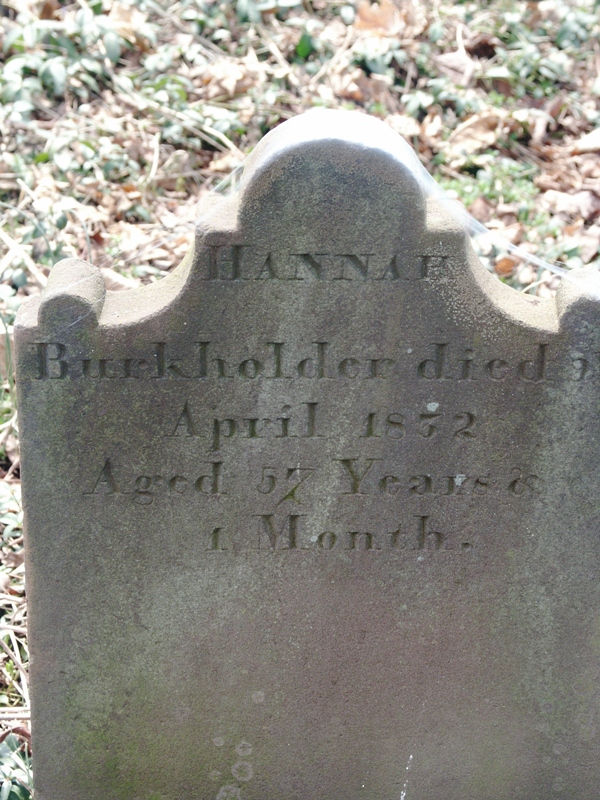 HANNAH
Burkholder died
April 1832
Aged 57 Years &
1 Month.